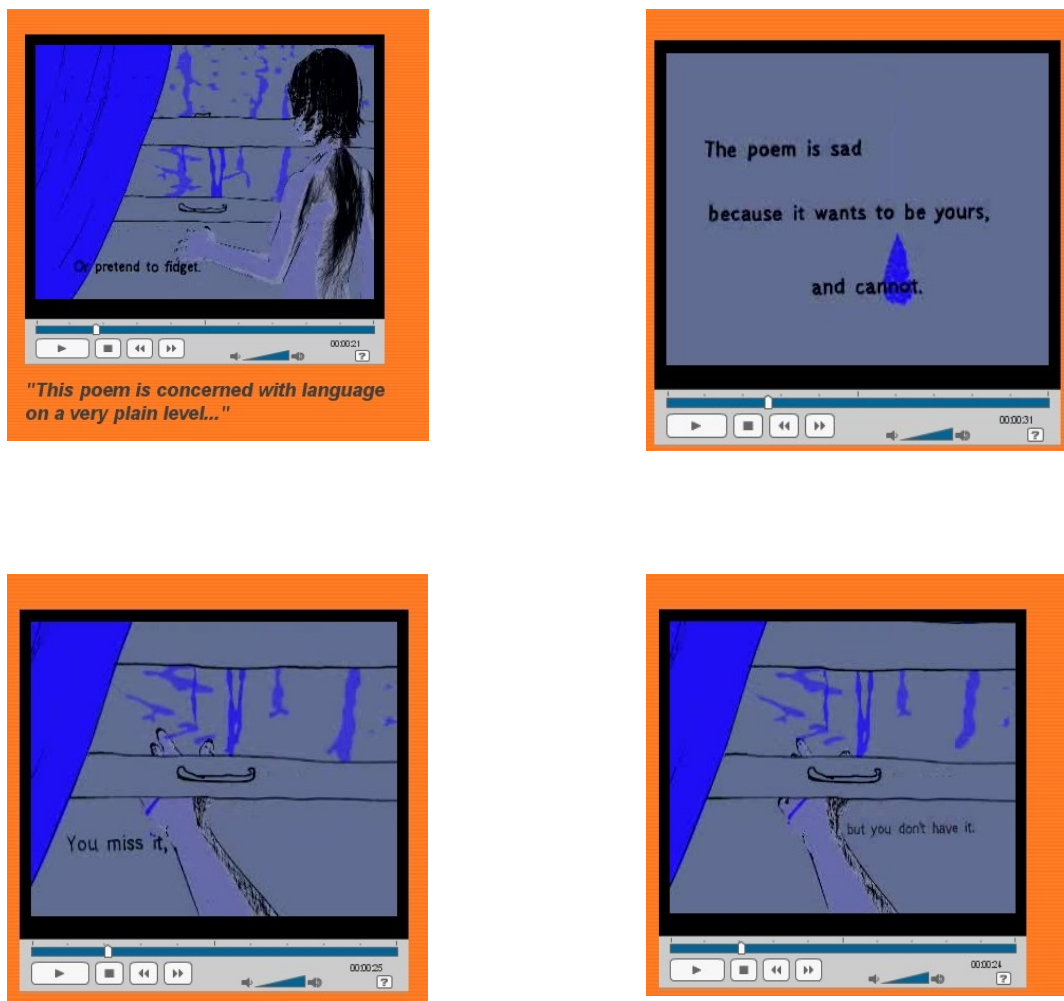 Or pretend to fidget.
00:00:21
?
"This poem is concerned with language
on a very plain level..."
The poem is sad
because it wants to be yours,
and cannot.
00:00:31
?
You miss it,
00:00:25
?
but you don't have it.
00:00:24
?